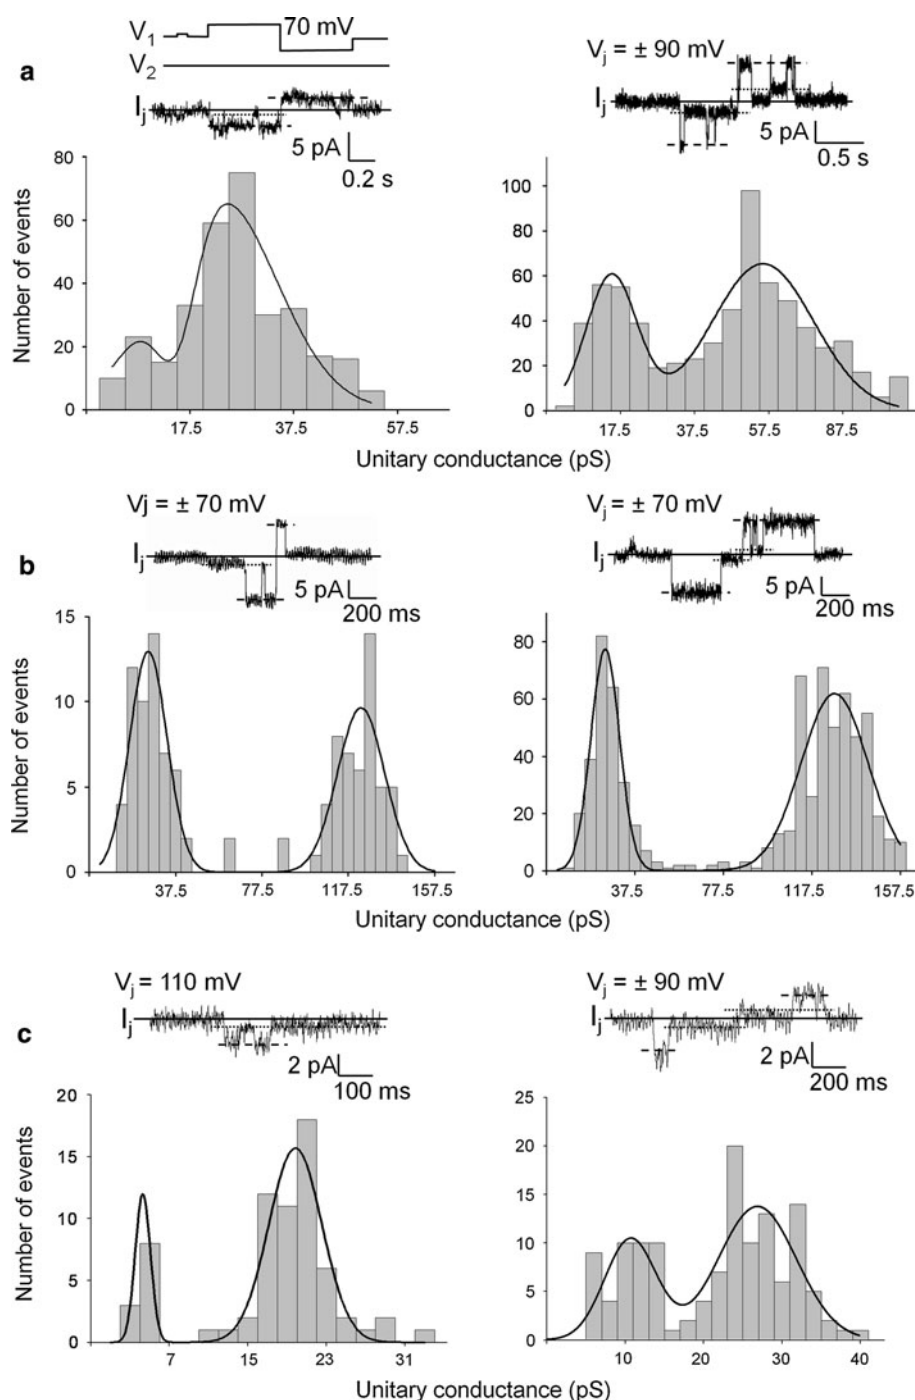 a
V1 70 mV
V2
Ij
5 pA
0.2 s
Number of events
80
60
40
20
0
17.5 37.5 57.5
Vj = ± 90 mV
Ij
5 pA
0.5 s
100
80
60
40
20
0
17.5 37.5 57.5 87.5
Unitary conductance (pS)
b
Vj = ± 70 mV
Ij
5 pA
200 ms
Number of events
15
10
5
0
37.5 77.5 117.5 157.5
Vj = ± 70 mV
Ij
5 pA
200 ms
80
60
40
20
0
37.5 77.5 117.5 157.5
Unitary conductance (pS)
c
Vj = 110 mV
Ij
2 pA
100 ms
Number of events
20
15
10
5
0
7 15 23 31
Unitary conductance (pS)
Vj = ± 90 mV
Ij
2 pA
200 ms
25
20
15
10
5
0
10 20 30 40
Unitary conductance (pS)